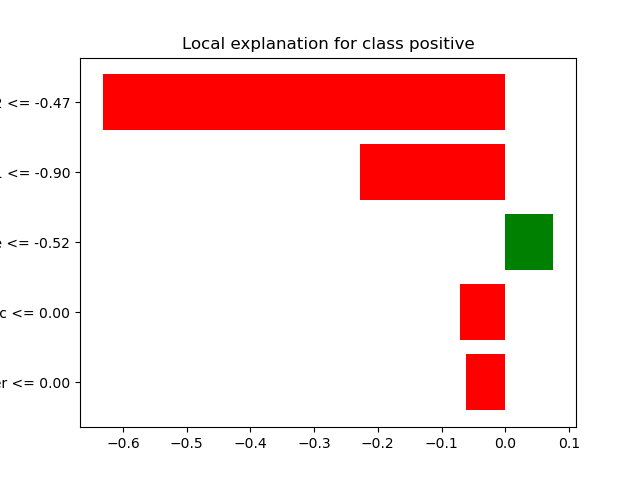 Local explanation for class positive
2 <= -0.47
<= -0.90
e <= -0.52
c <= 0.00
er <= 0.00
−0.6 −0.5 −0.4 −0.3 −0.2 −0.1 0.0 0.1